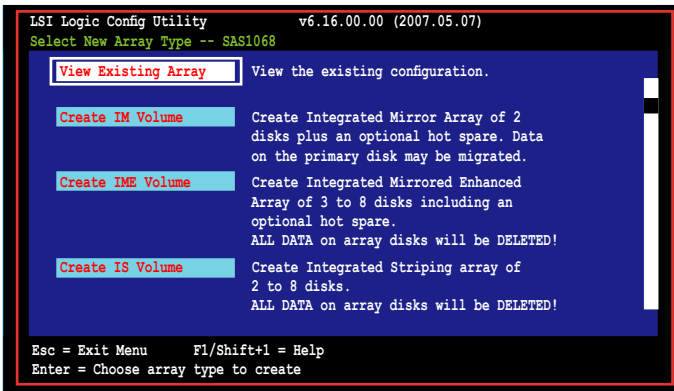 LSI Logic Config Utility v6.16.00.00 (2007.05.07)
Select New Array Type -- SAS1068
View Existing Array View the existing configuration.
Create IM Volume Create Integrated Mirror Array of 2
disks plus an optional hot spare. Data
on the primary disk may be migrated.
Create IME Volume Create Integrated Mirrored Enhanced
Array of 3 to 8 disks including an
optional hot spare.
ALL DATA on array disks will be DELETED!
Create IS Volume Create Integrated Striping array of
2 to 8 disks.
ALL DATA on array disks will be DELETED!
Esc = Exit Menu F1/Shift+1 = Help
Enter = Choose array type to create